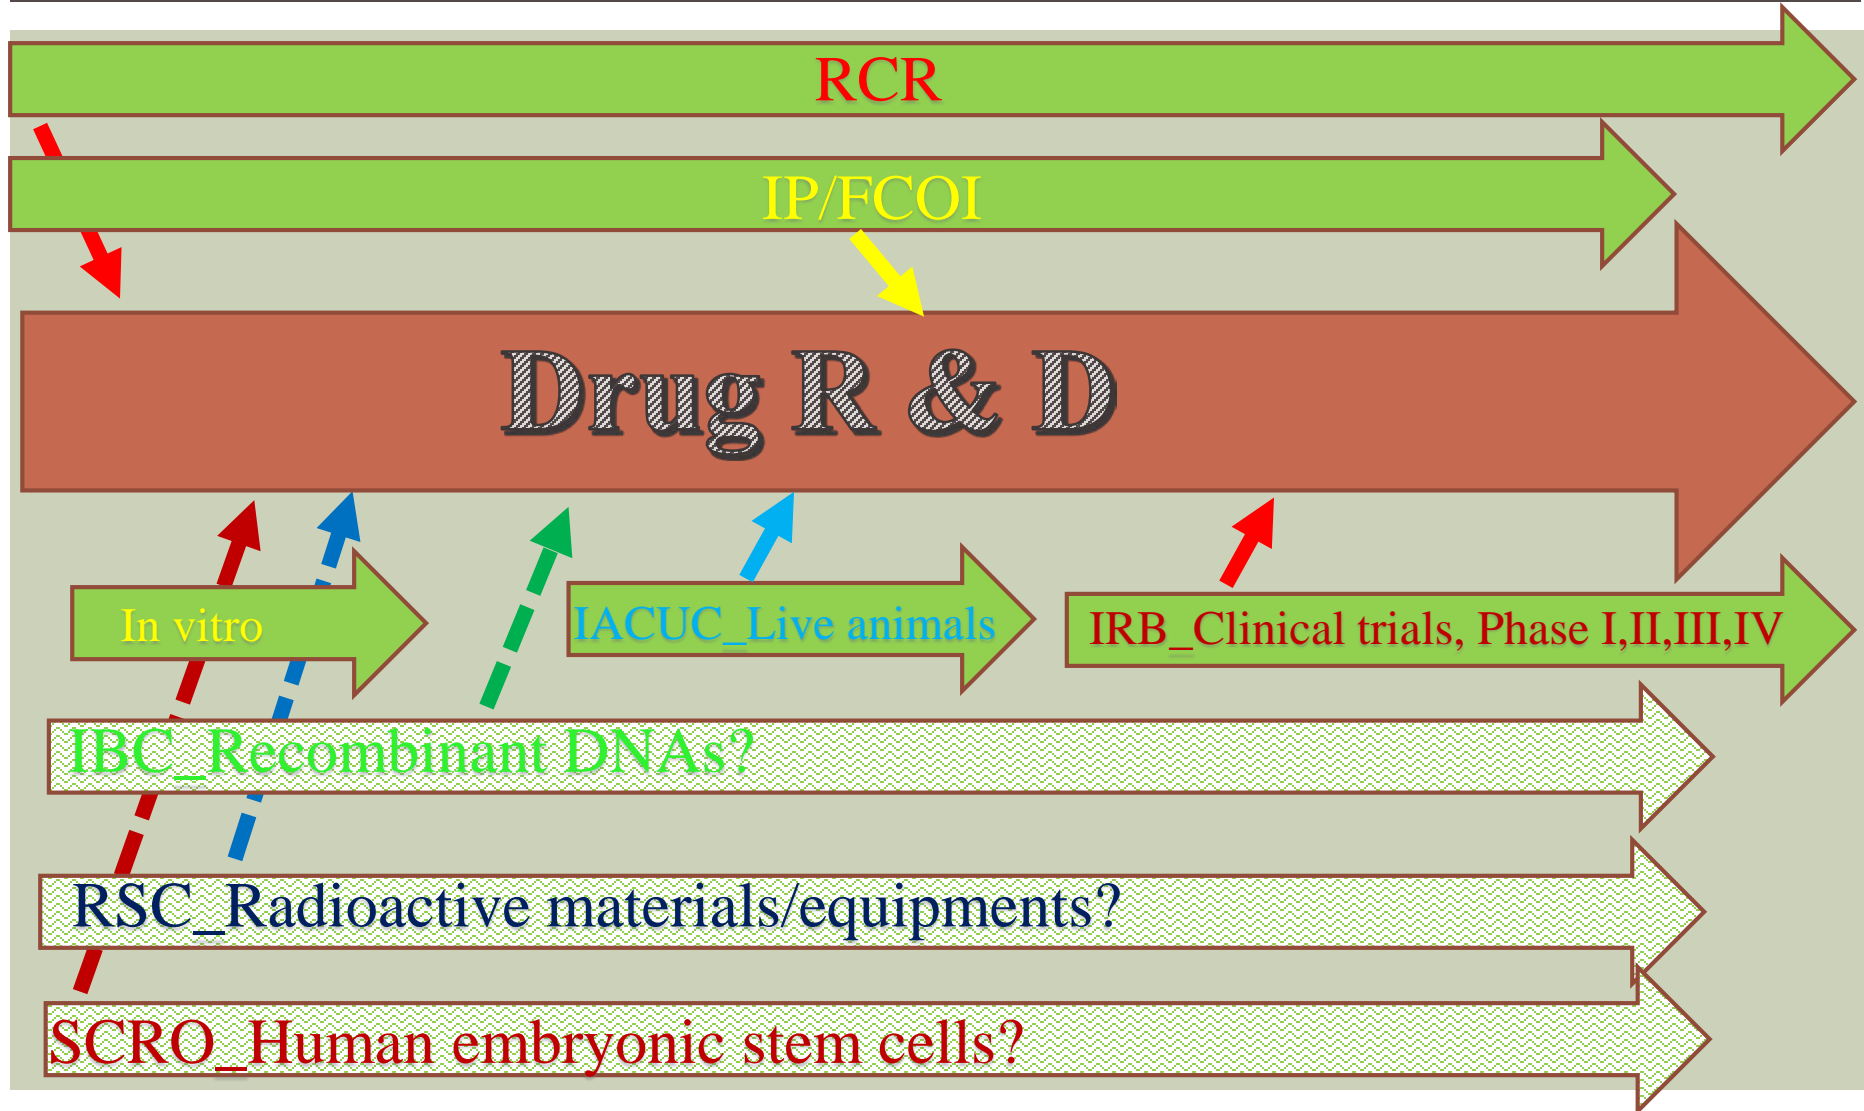 RCR
IP/FCOI
Drug R & D
In vitro
IACUC_Live animals
IRB_Clinical trials, Phase I,II,III,IV
IBC_Recombinant DNAs?
RSC_Radioactive materials/equipments?
SCRO_Human embryonic stem cells?